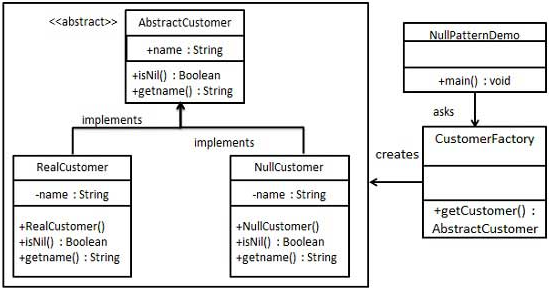 <<abstract>>
AbstractCustomer
+name : String
+isNil() : Boolean
+getname() : String
implements
implements
RealCustomer
-name : String
+RealCustomer()
+isNil() : Boolean
+getname() : String
NullCustomer
-name : String
+NullCustomer()
+isNil() : Boolean
+getname() : String
NullPatternDemo
+main() : void
asks
CustomerFactory
creates
+getCustomer() :
AbstractCustomer